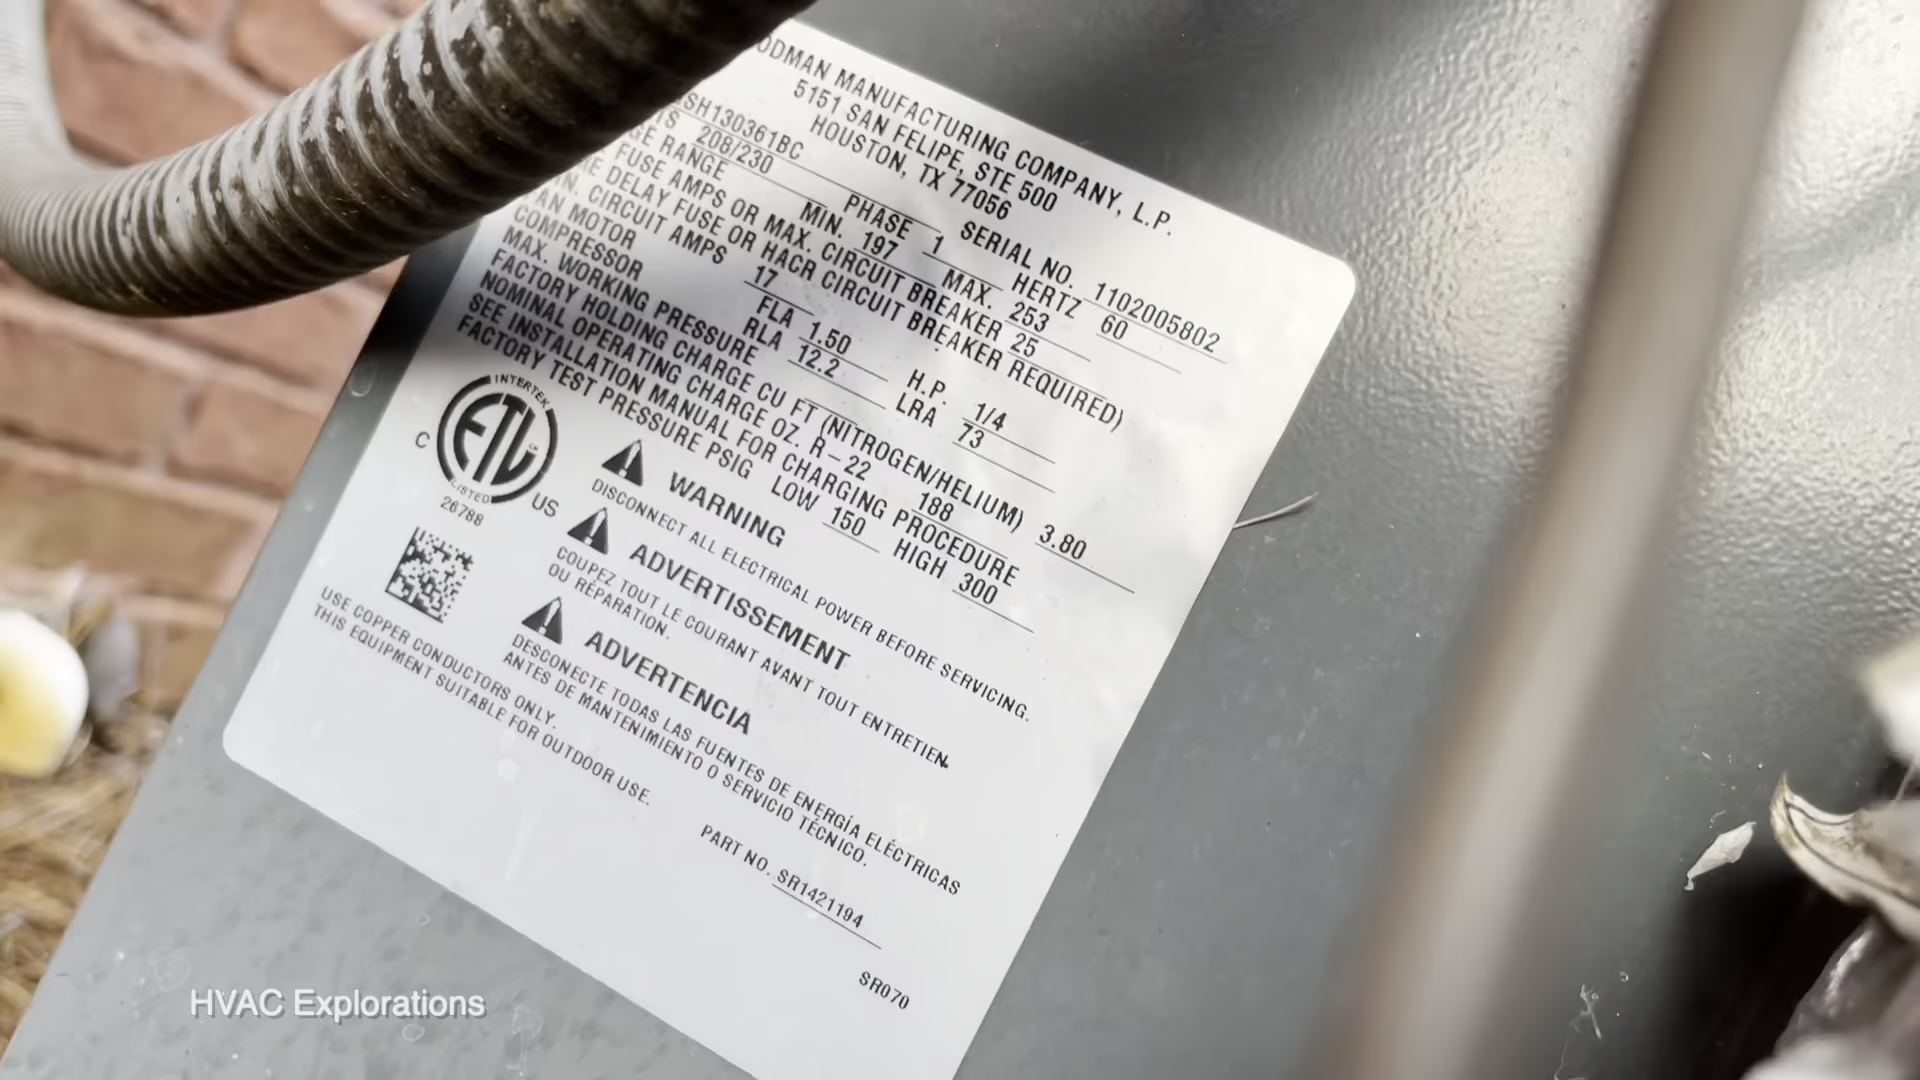 ODMAN MANUFACTURING COMPANY, L.P.
5151 SAN FELIPE, STE 500
HOUSTON, TX 77056
SH130361BC SERIAL NO. 1102005802
208/230 PHASE 1 HERTZ 60
GE RANGE MIN. 197 MAX. 253
FUSE AMPS OR MAX. CIRCUIT BREAKER 25
ME DELAY FUSE OR HACR CIRCUIT BREAKER REQUIRED)
IN. CIRCUIT AMPS 17
AN MOTOR FLA 1.50 H.P. 1/4
COMPRESSOR RLA 12.2 LRA 73
MAX. WORKING PRESSURE
FACTORY HOLDING CHARGE CU FT (NITROGEN/HELIUM) 3.80
NOMINAL OPERATING CHARGE OZ. R-22 188
SEE INSTALLATION MANUAL FOR CHARGING PROCEDURE
FACTORY TEST PRESSURE PSIG LOW 150 HIGH 300
INTERTEK
ETL
C US
LISTED
26788
WARNING
DISCONNECT ALL ELECTRICAL POWER BEFORE SERVICING.
ADVERTISSEMENT
COUPEZ TOUT LE COURANT AVANT TOUT ENTRETIEN
OU RÉPARATION.
ADVERTENCIA
DESCONECTE TODAS LAS FUENTES DE ENERGÍA ELÉCTRICAS
ANTES DE MANTENIMIENTO O SERVICIO TÉCNICO.
USE COPPER CONDUCTORS ONLY.
THIS EQUIPMENT SUITABLE FOR OUTDOOR USE.
PART NO. SR1421194
SR070
HVAC Explorations